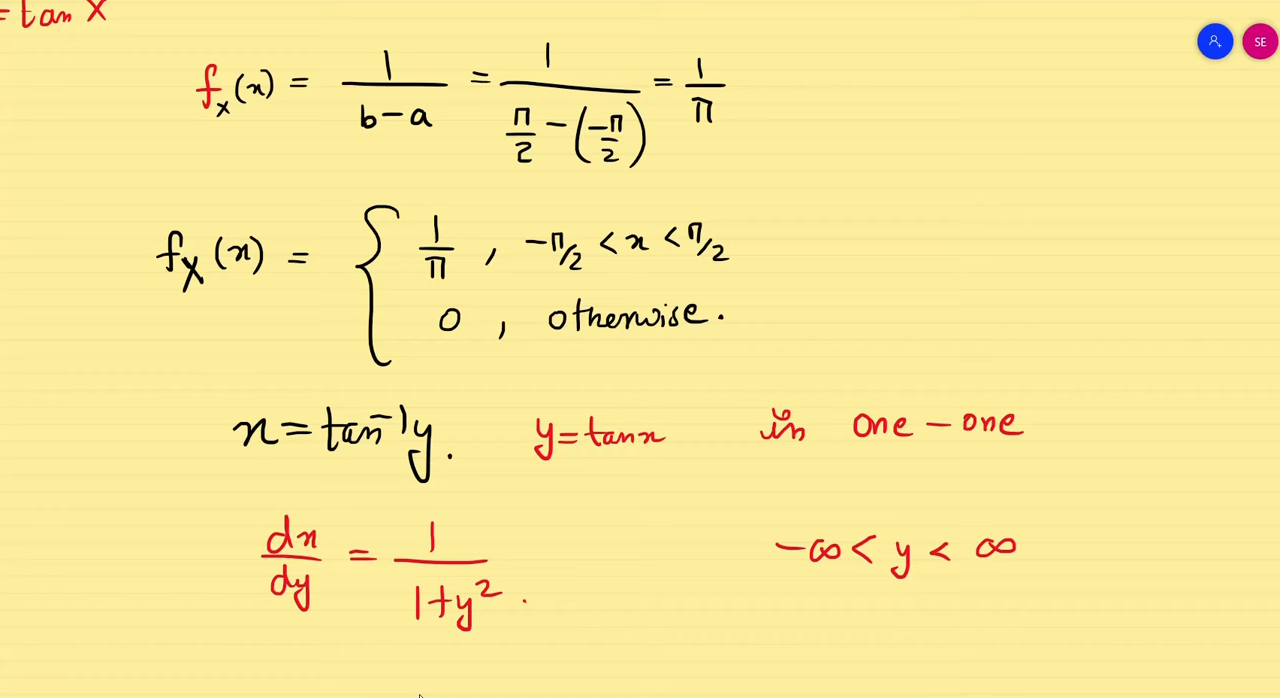 = tan X
SE
f_X(x) = 1/(b-a) = 1/(π/2 - (-π/2)) = 1/π
f_X(x) = { 1/π , -π/2 < x < π/2
0 , otherwise.
x = tan⁻¹y. y = tanx is one-one
dx/dy = 1/(1+y²). -∞ < y < ∞